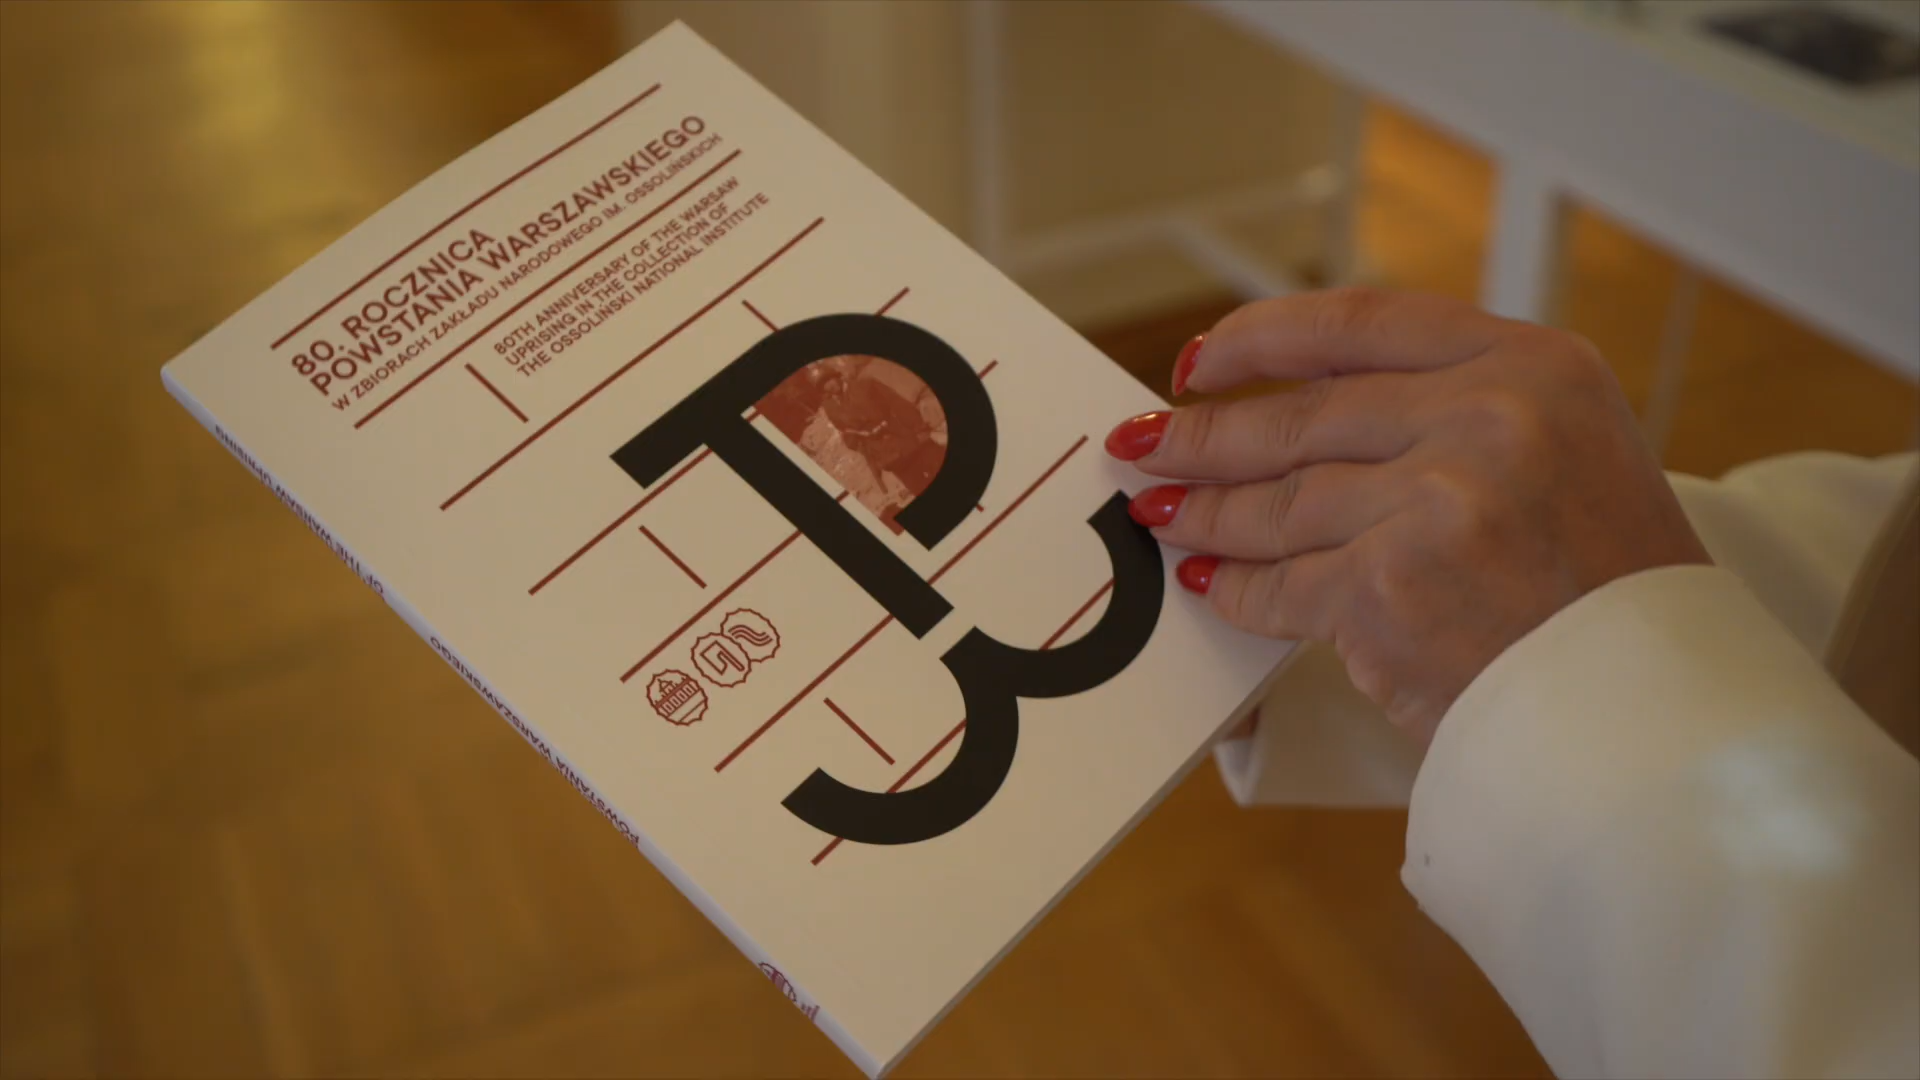 80. ROCZNICA
POWSTANIA WARSZAWSKIEGO
W ZBIORACH ZAKŁADU NARODOWEGO IM. OSSOLIŃSKICH
80TH ANNIVERSARY OF THE WARSAW
UPRISING IN THE COLLECTION OF
THE OSSOLIŃSKI NATIONAL INSTITUTE
POWSTANIA WARSZAWSKIEGO
OF THE WARSAW UPRISING